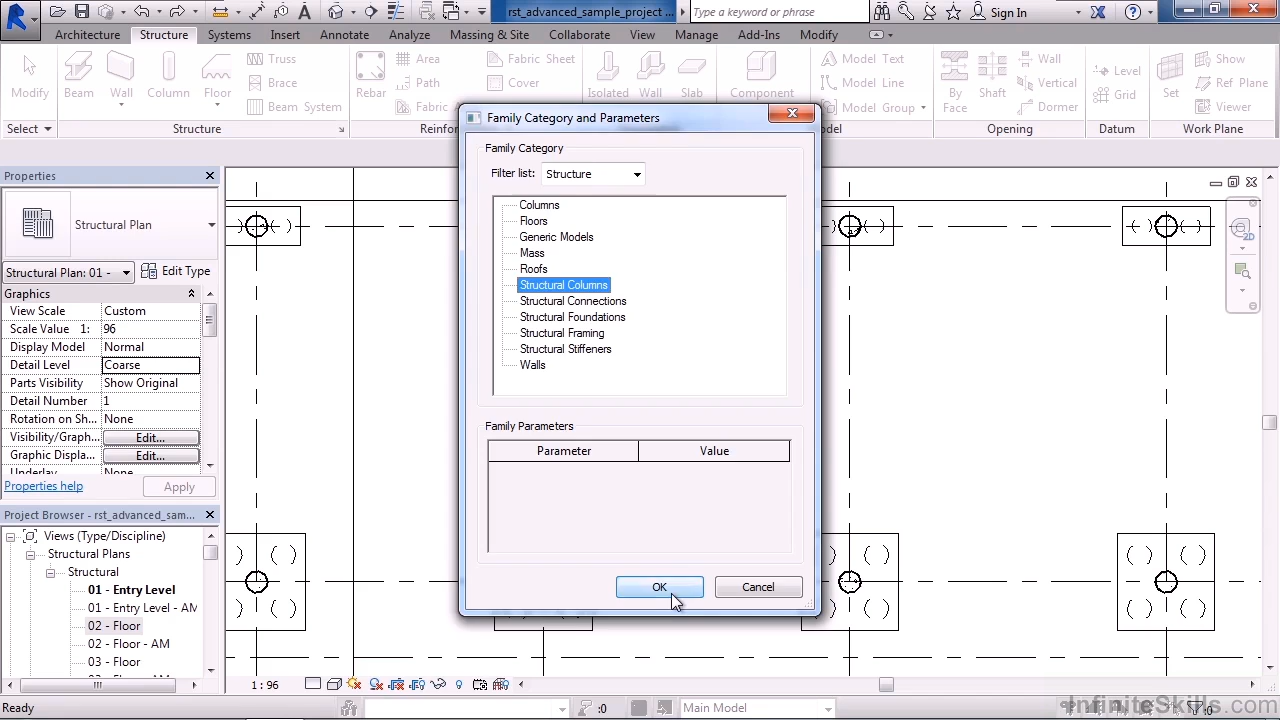 rst_advanced_sample_project ...
Type a keyword or phrase
Sign In
Architecture Structure Systems Insert Annotate Analyze Massing & Site Collaborate View Manage Add-Ins Modify
Modify
Beam
Wall
Column
Floor
Truss
Brace
Beam System
Rebar
Area
Path
Fabric
Fabric Sheet
Cover
Isolated
Wall
Slab
Component
Model Text
Model Line
Model Group
By
Face
Shaft
Wall
Vertical
Dormer
Level
Grid
Set
Show
Ref Plane
Viewer
Select
Structure
Opening
Datum
Work Plane
Properties
Structural Plan
Structural Plan: 01 -
Edit Type
Graphics
View Scale Custom
Scale Value 1: 96
Display Model Normal
Detail Level Coarse
Parts Visibility Show Original
Detail Number 1
Rotation on Sh... None
Visibility/Graph... Edit...
Graphic Displa... Edit...
Underlay None
Properties help
Apply
Project Browser - rst_advanced_sam...
Views (Type/Discipline)
Structural Plans
Structural
01 - Entry Level
01 - Entry Level - AM
02 - Floor
02 - Floor - AM
03 - Floor
Family Category and Parameters
Family Category
Filter list: Structure
Columns
Floors
Generic Models
Mass
Roofs
Structural Columns
Structural Connections
Structural Foundations
Structural Framing
Structural Stiffeners
Walls
Family Parameters
Parameter Value
OK
Cancel
2D
1 : 96
Ready
:0
Main Model
InfiniteSkills.com